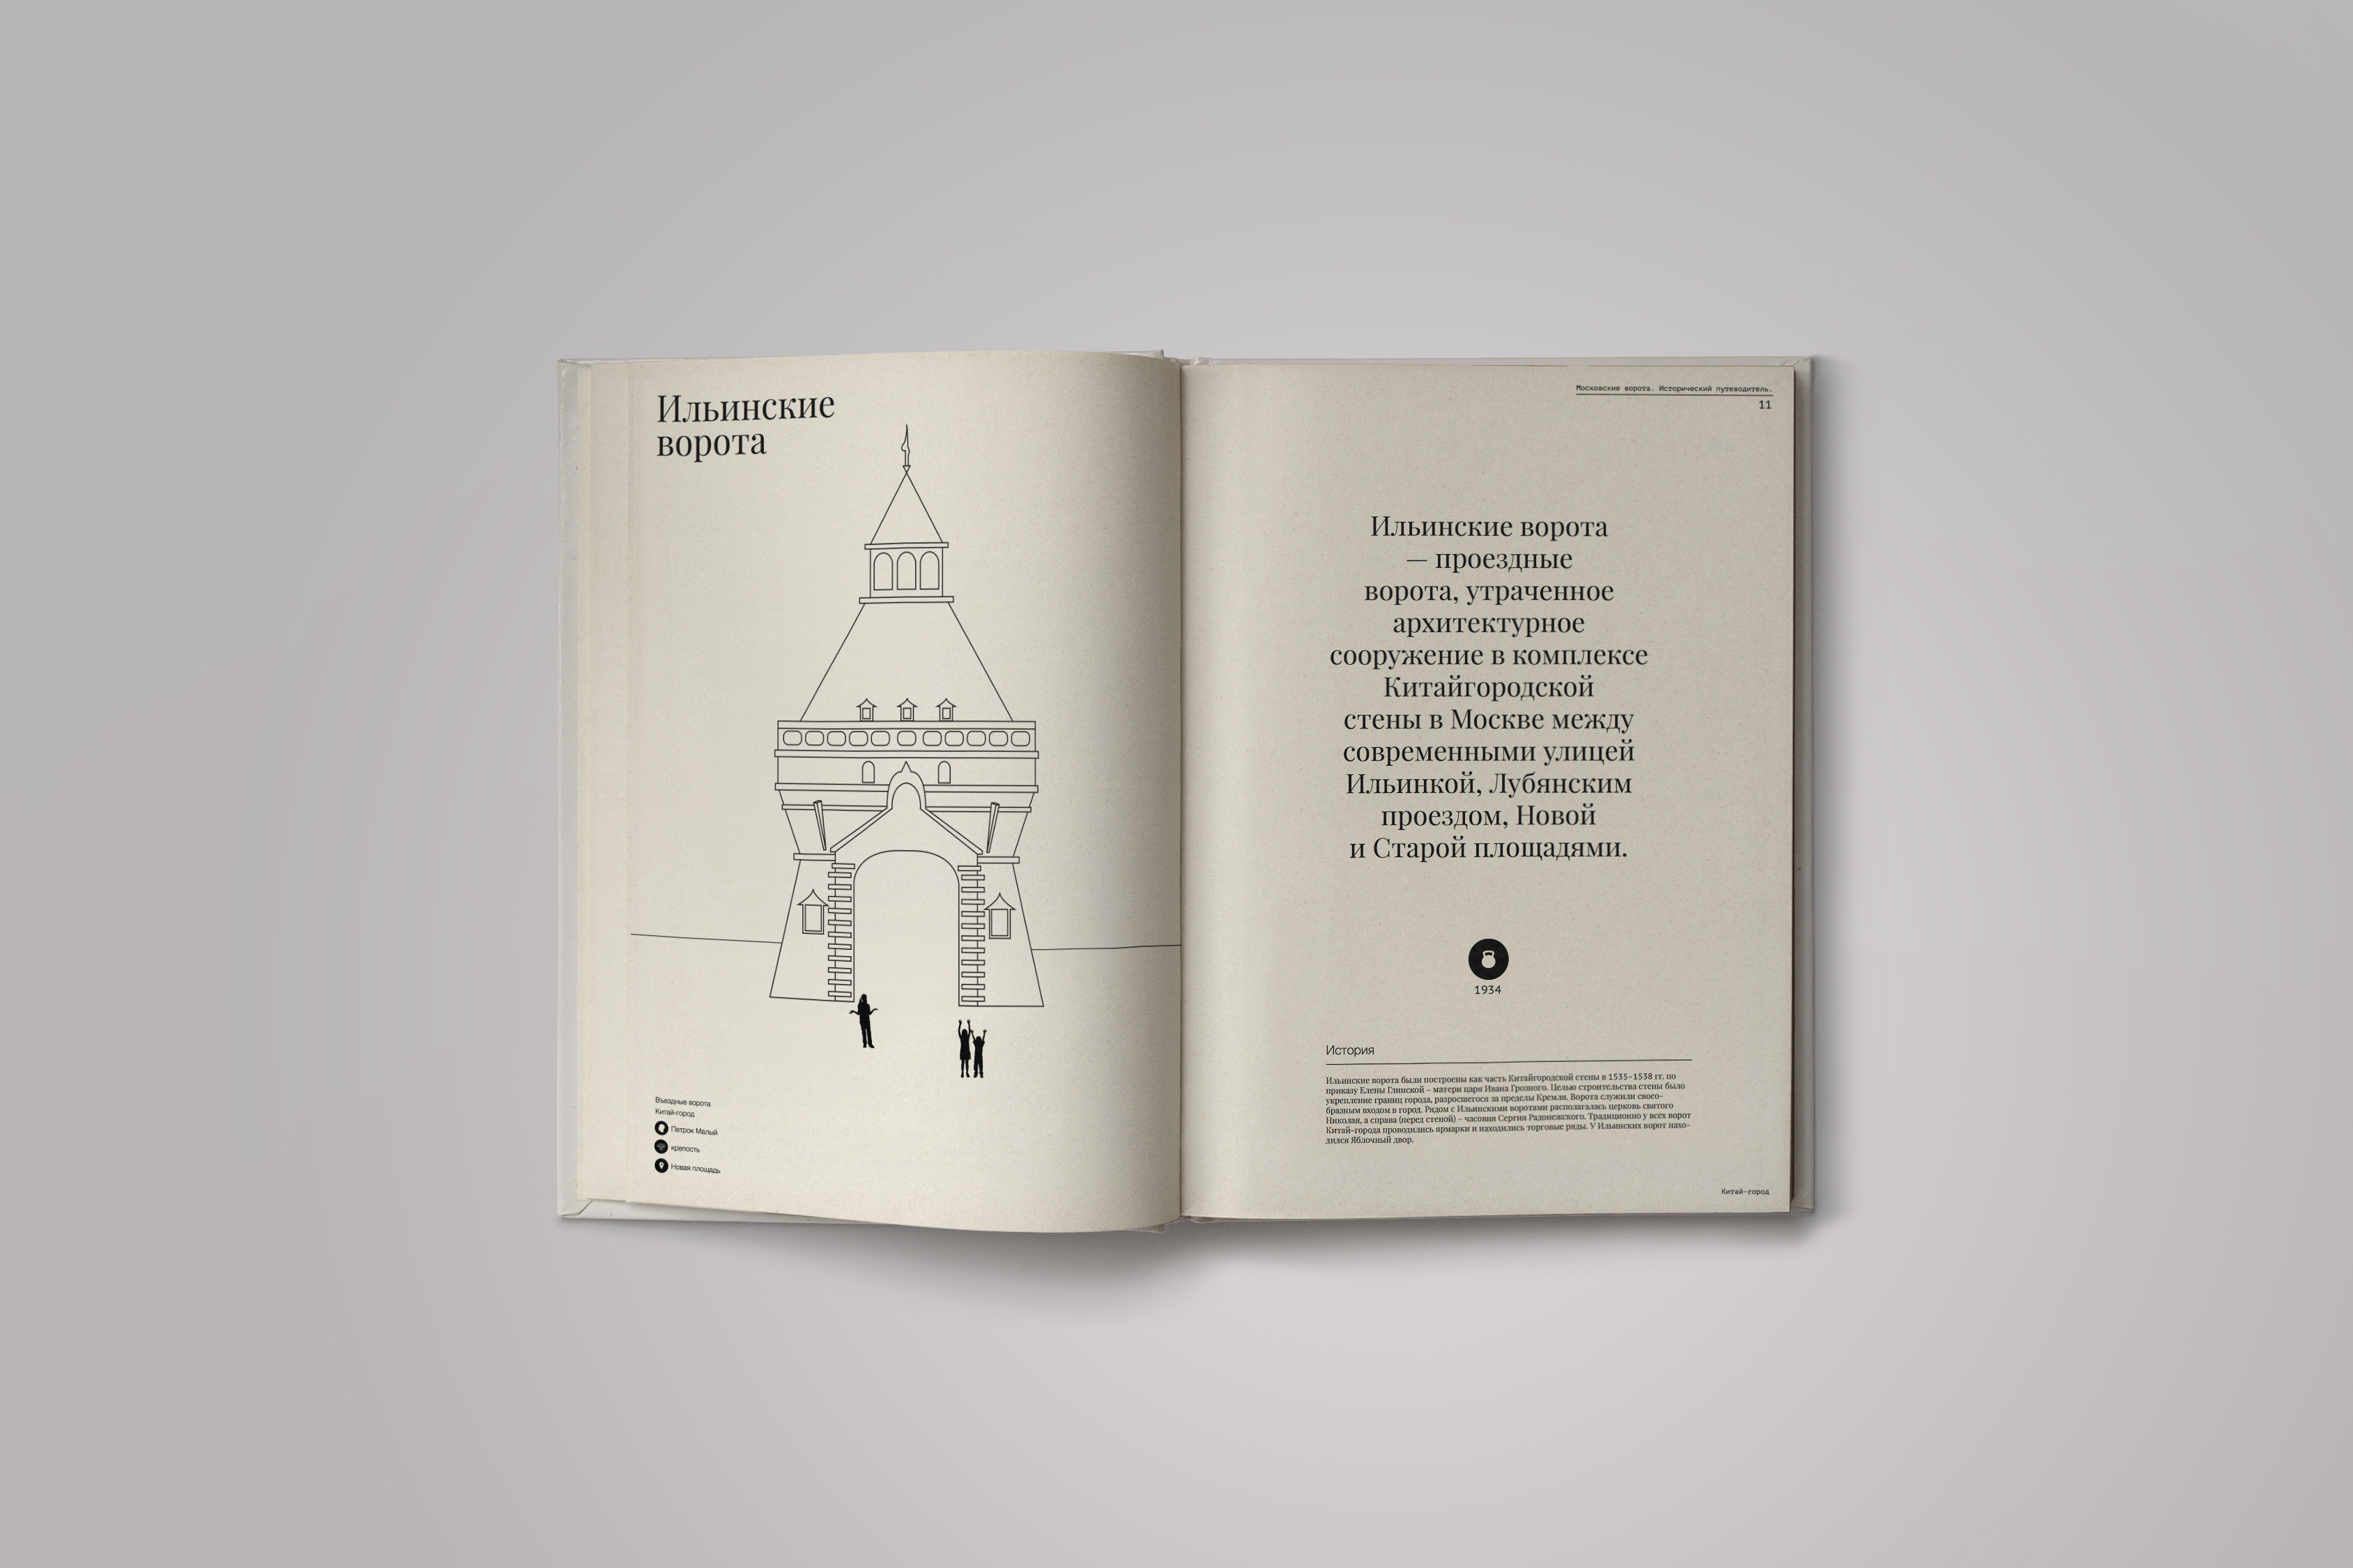 Ильинские
ворота
Въездные ворота
Китай-город
Петрок Малый
крепость
Новая площадь
Московские ворота. Исторический путеводитель.
11
Ильинские ворота
— проездные
ворота, утраченное
архитектурное
сооружение в комплексе
Китайгородской
стены в Москве между
современными улицей
Ильинкой, Лубянским
проездом, Новой
и Старой площадями.
1934
История
Ильинские ворота были построены как часть Китайгородской стены в 1535-1538 гг. по
приказу Елены Глинской – матери царя Ивана Грозного. Целью строительства стены было
укрепление границ города, разросшегося за пределы Кремля. Ворота служили своео-
бразным входом в город. Рядом с Ильинскими воротами располагалась церковь святого
Николая, а справа (перед стеной) – часовня Сергия Радонежского. Традиционно у всех ворот
Китай-города проводились ярмарки и находились торговые ряды. У Ильинских ворот нахо-
дился Яблочный двор.
Китай-город